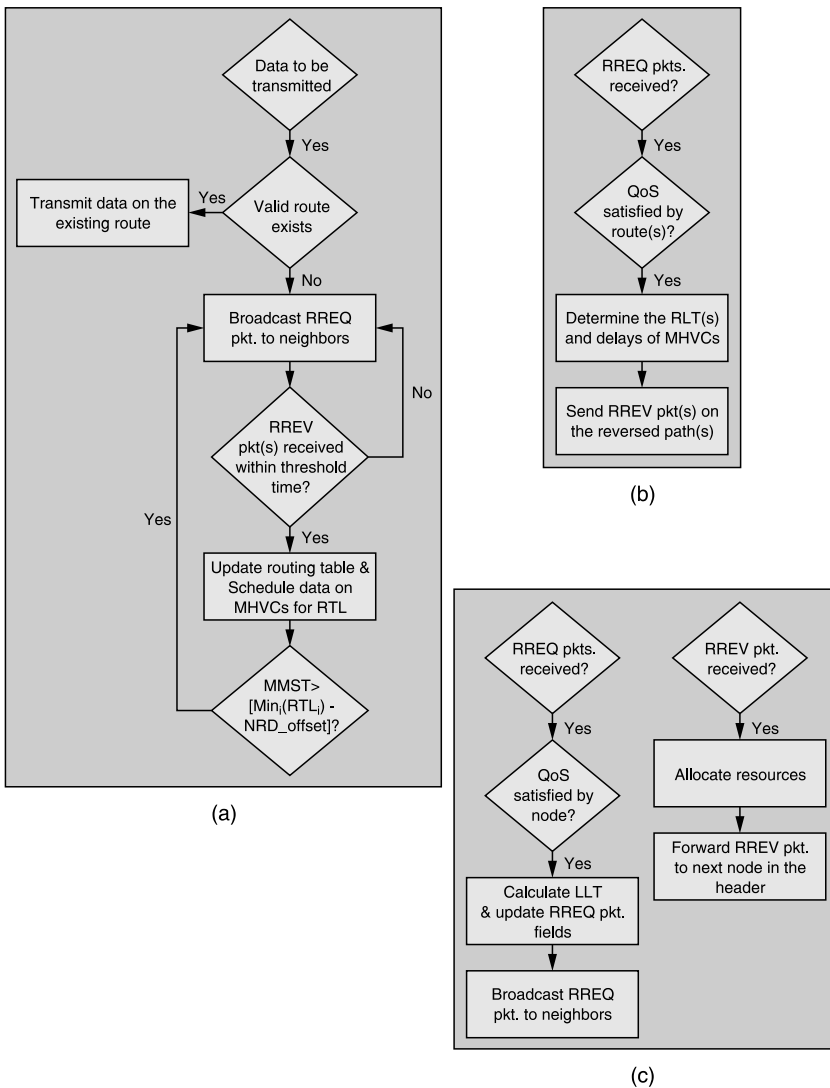 Data to be
transmitted
Yes
Valid route
exists
Yes
Transmit data on the
existing route
No
Broadcast RREQ
pkt. to neighbors
No
RREV
pkt(s) received
within threshold
time?
Yes
Yes
Update routing table &
Schedule data on
MHVCs for RTL
MMST>
[Mini(RTLi) -
NRD_offset]?
(a)
RREQ pkts.
received?
Yes
QoS
satisfied by
route(s)?
Yes
Determine the RLT(s)
and delays of MHVCs
Send RREV pkt(s) on
the reversed path(s)
(b)
RREQ pkts.
received?
Yes
QoS
satisfied by
node?
Yes
Calculate LLT
& update RREQ pkt.
fields
Broadcast RREQ
pkt. to neighbors
RREV pkt.
received?
Yes
Allocate resources
Forward RREV pkt.
to next node in the
header
(c)